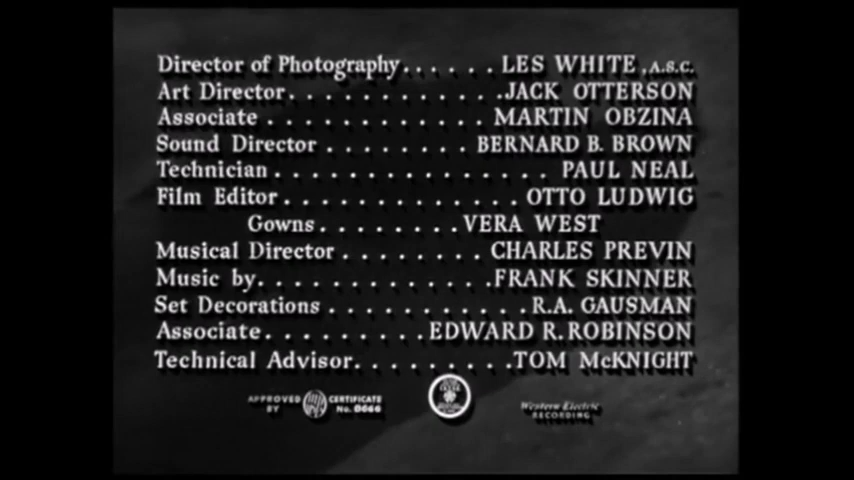 Director of Photography...... LES WHITE, A.S.C.
Art Director.............JACK OTTERSON
Associate ............. MARTIN OBZINA
Sound Director ........ BERNARD B. BROWN
Technician ................ PAUL NEAL
Film Editor.............. OTTO LUDWIG
Gowns........VERA WEST
Musical Director ........ CHARLES PREVIN
Music by..............FRANK SKINNER
Set Decorations ............R.A. GAUSMAN
Associate.........EDWARD R. ROBINSON
Technical Advisor..........TOM McKNIGHT
APPROVED BY
CERTIFICATE No. 0666
Western Electric
RECORDING